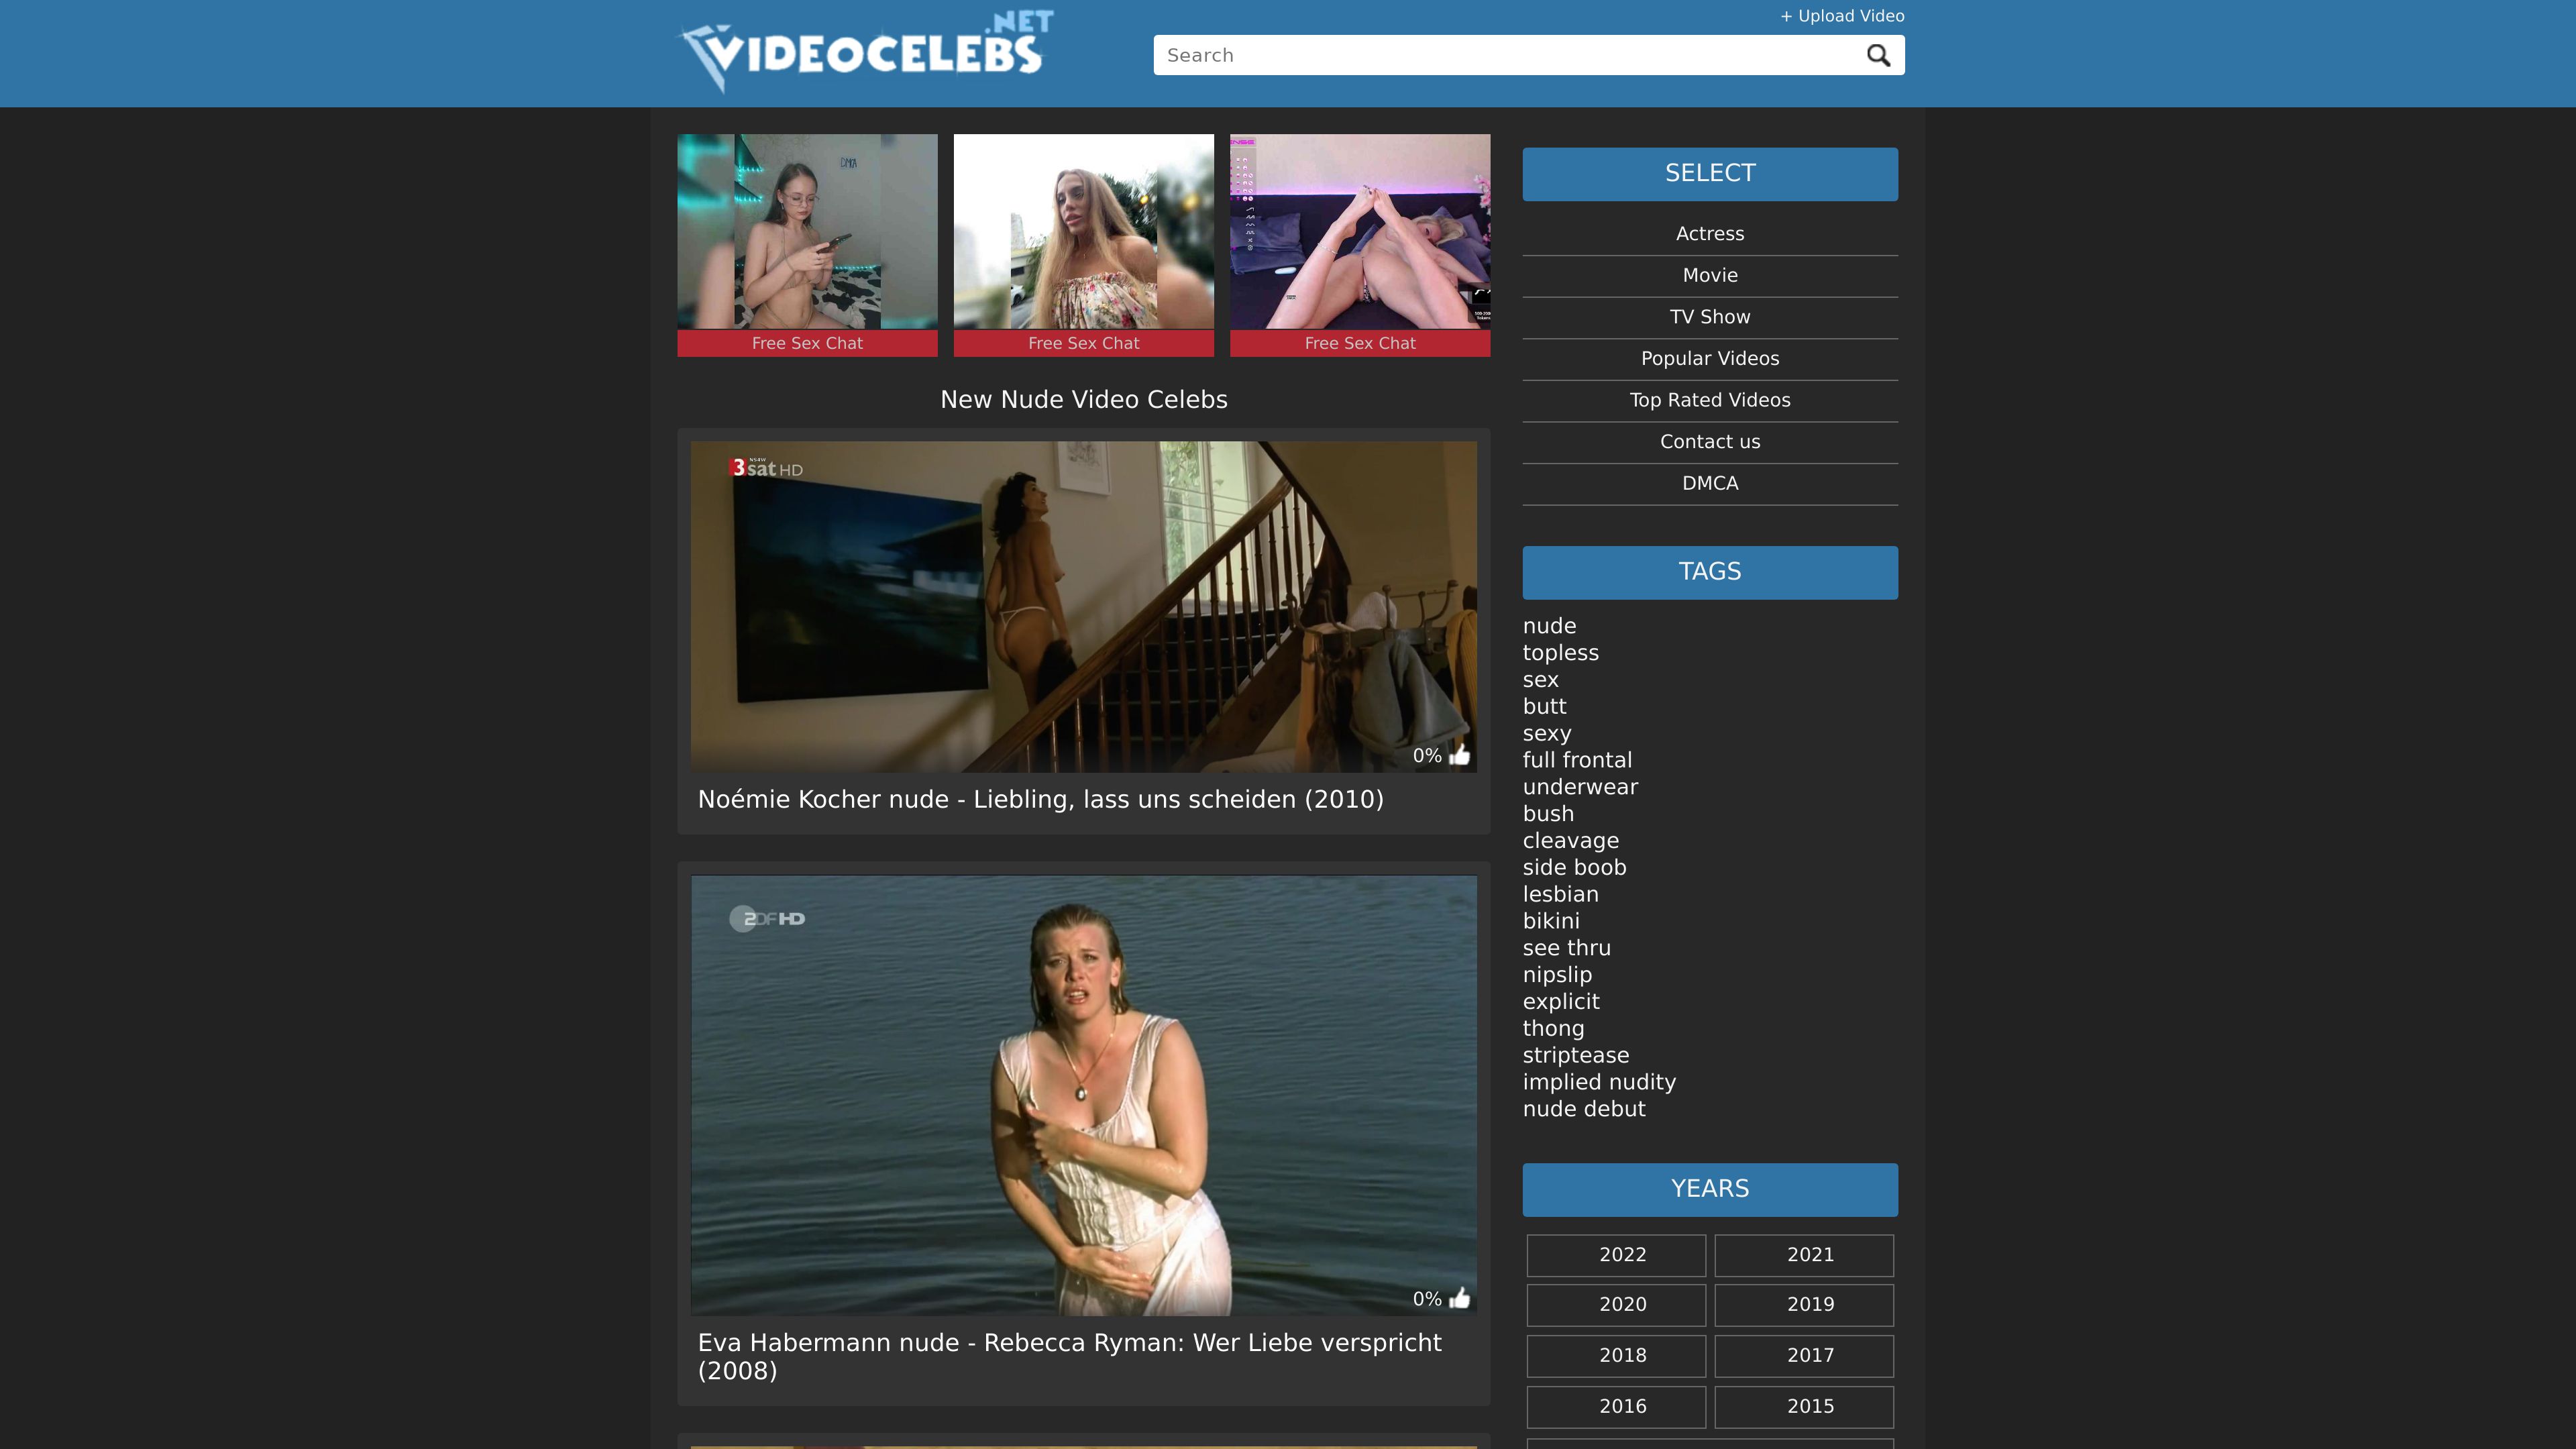 VIDEOCELEBS.NET
+ Upload Video
Search
DMCA
Free Sex Chat
Free Sex Chat
Free Sex Chat
New Nude Video Celebs
NS4W
3sat HD
0%
Noémie Kocher nude - Liebling, lass uns scheiden (2010)
2DF HD
0%
Eva Habermann nude - Rebecca Ryman: Wer Liebe verspricht
(2008)
SELECT
Actress
Movie
TV Show
Popular Videos
Top Rated Videos
Contact us
DMCA
TAGS
nude
topless
sex
butt
sexy
full frontal
underwear
bush
cleavage
side boob
lesbian
bikini
see thru
nipslip
explicit
thong
striptease
implied nudity
nude debut
YEARS
2022 2021
2020 2019
2018 2017
2016 2015